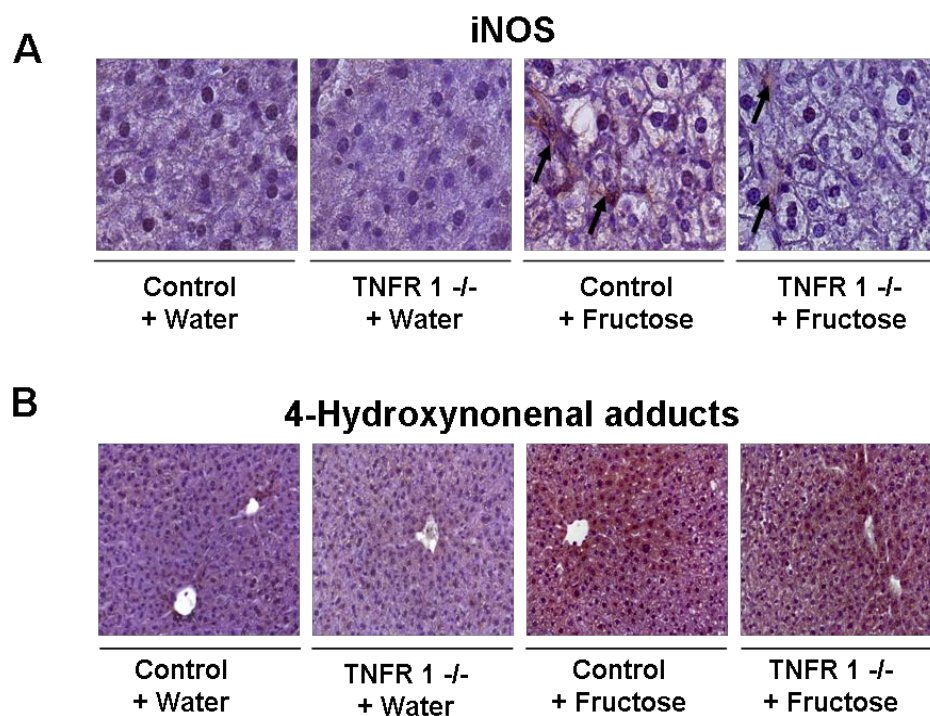 A
iNOS
Control
+ Water
TNFR 1 -/-
+ Water
Control
+ Fructose
TNFR 1 -/-
+ Fructose
B
4-Hydroxynonenal adducts
Control
+ Water
TNFR 1 -/-
+ Water
Control
+ Fructose
TNFR 1 -/-
+ Fructose